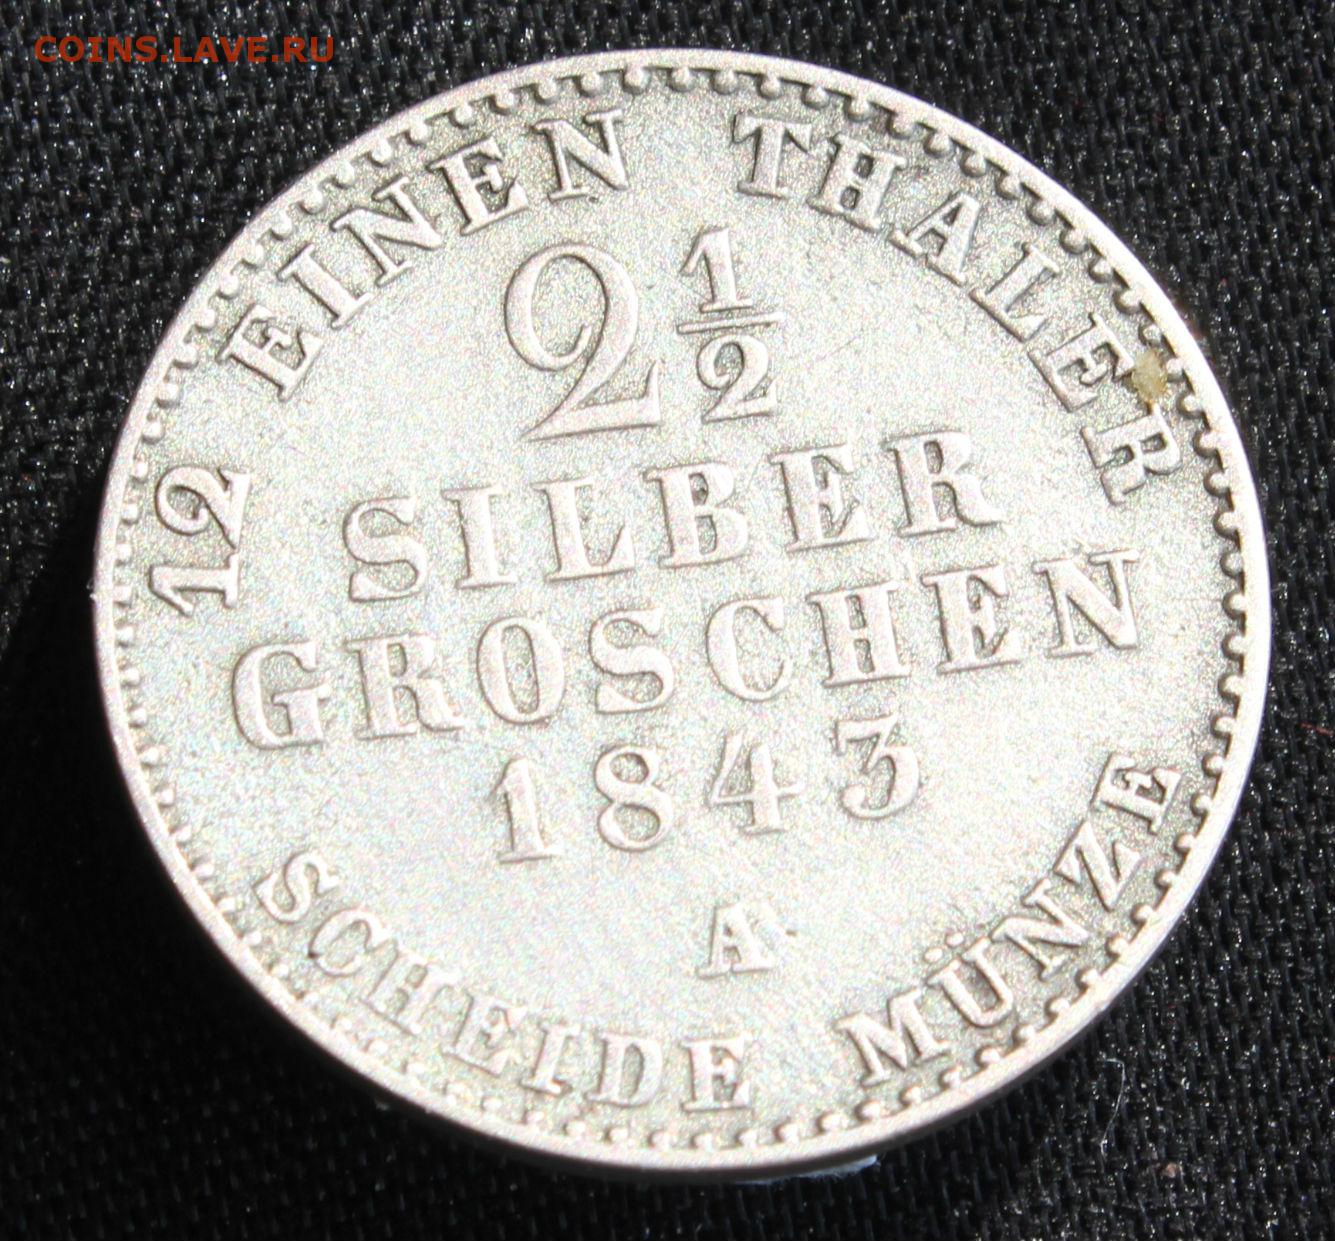 COINS.LAVE.RU
12 EINEN THALER
2 1/2
SILBER
GROSCHEN
1843
A
SCHEIDE MÜNZE